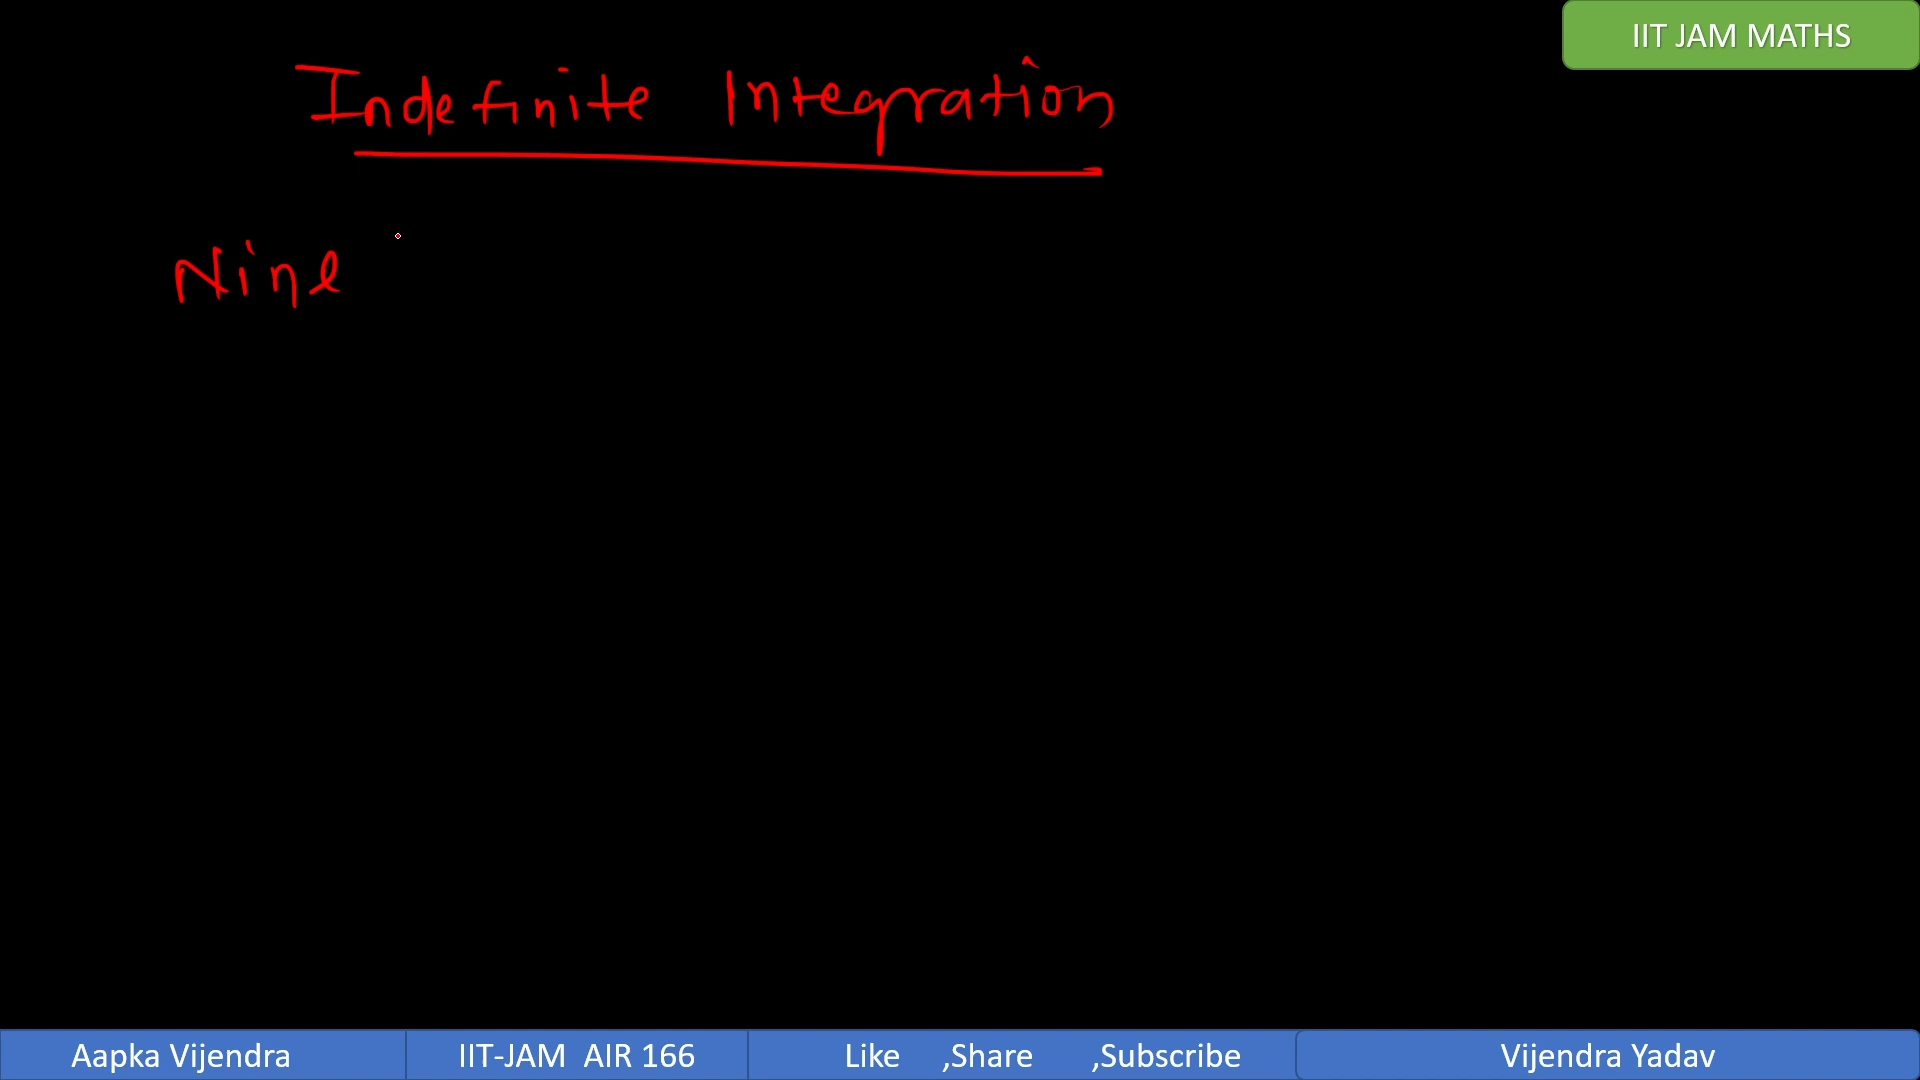 IIT JAM MATHS
Indefinite Integration
Nine
Aapka Vijendra
IIT-JAM AIR 166
Like ,Share ,Subscribe
Vijendra Yadav